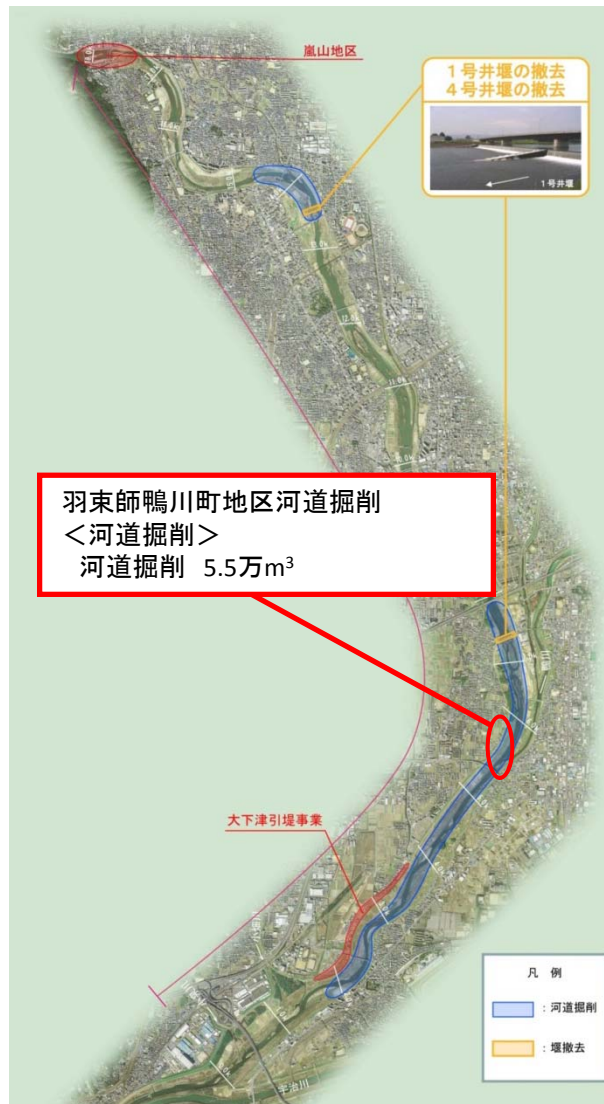 嵐山地区
1号井堰の撤去
4号井堰の撤去
:1号井堰
羽束師鴨川町地区河道掘削
<河道掘削>
河道掘削 5.5万m³
大下津引堤事業
凡 例
:河道掘削
:堰撤去
宇治川